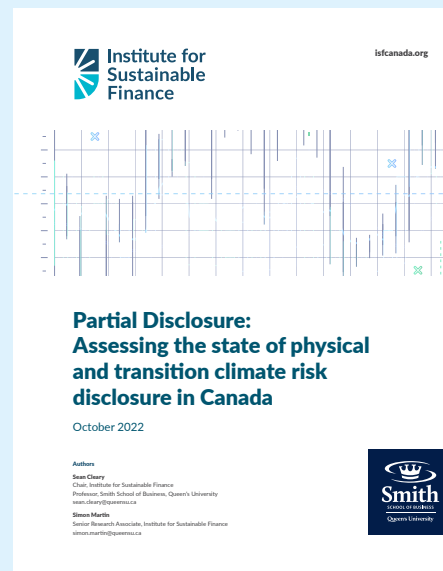 Institute for
Sustainable
Finance
isfcanada.org
Partial Disclosure:
Assessing the state of physical
and transition climate risk
disclosure in Canada
October 2022
Authors
Sean Cleary
Chair, Institute for Sustainable Finance
Professor, Smith School of Business, Queen's University
sean.cleary@queensu.ca
Simon Martin
Senior Research Associate, Institute for Sustainable Finance
simon.martin@queensu.ca
Smith
SCHOOL OF BUSINESS
Queen's University